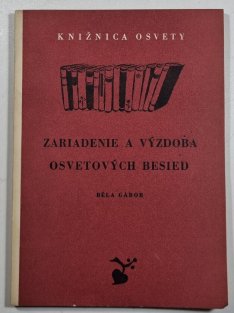 KNIŽNICA OSVETY
ZARIADENIE A VÝZDOBA
OSVETOVÝCH BESIED
BÉLA GÁBOR